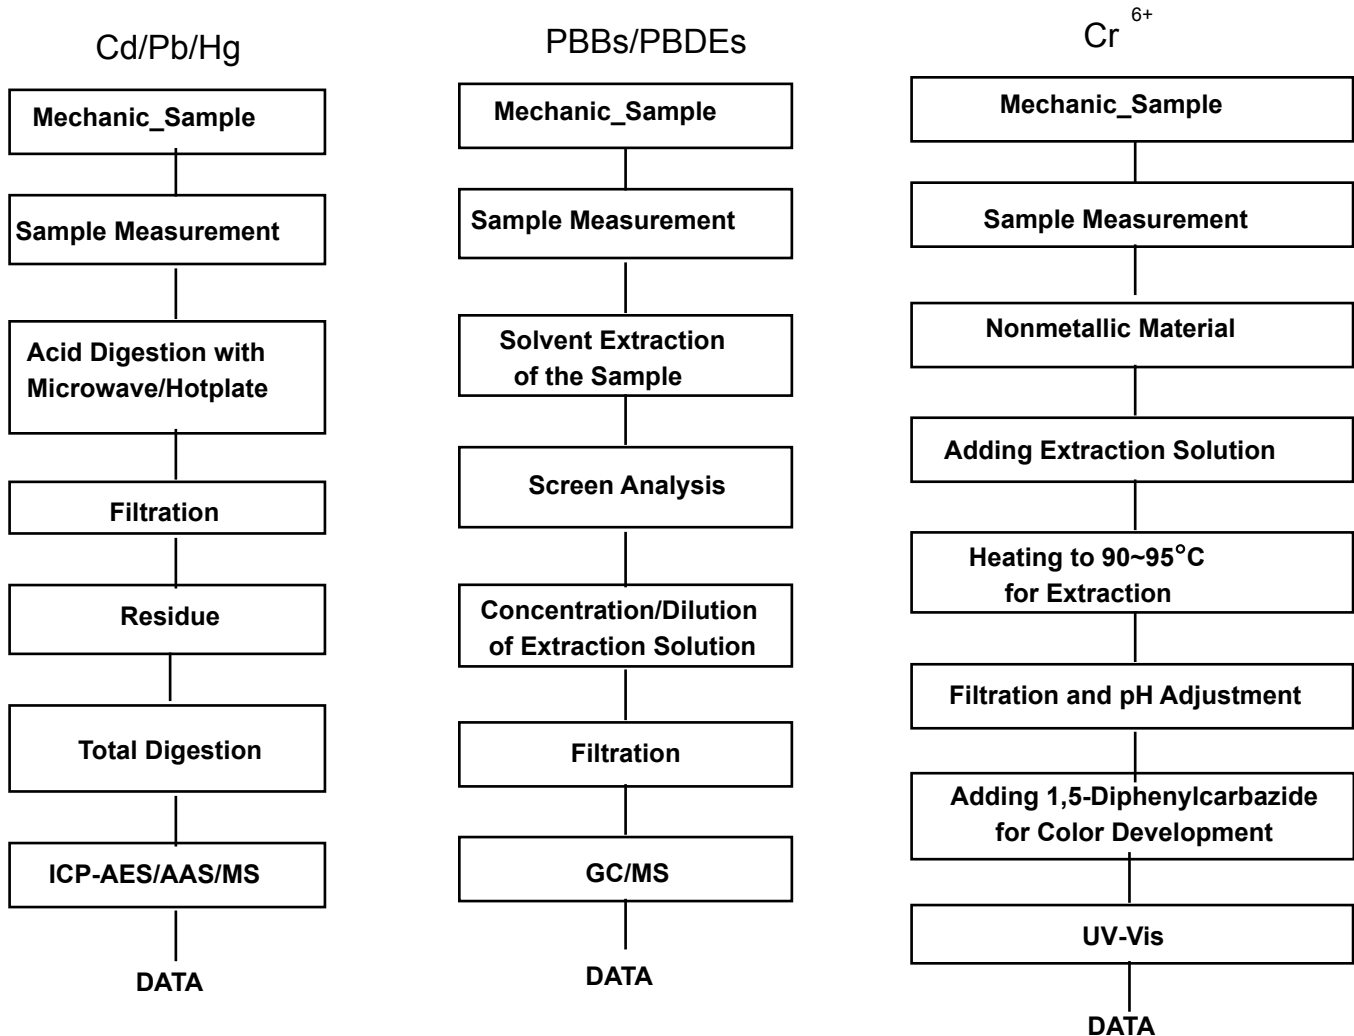 Cd/Pb/Hg
Mechanic_Sample
Sample Measurement
Acid Digestion with
Microwave/Hotplate
Filtration
Residue
Total Digestion
ICP-AES/AAS/MS
DATA
PBBs/PBDEs
Mechanic_Sample
Sample Measurement
Solvent Extraction
of the Sample
Screen Analysis
Concentration/Dilution
of Extraction Solution
Filtration
GC/MS
DATA
Cr 6+
Mechanic_Sample
Sample Measurement
Nonmetallic Material
Adding Extraction Solution
Heating to 90~95°C
for Extraction
Filtration and pH Adjustment
Adding 1,5-Diphenylcarbazide
for Color Development
UV-Vis
DATA